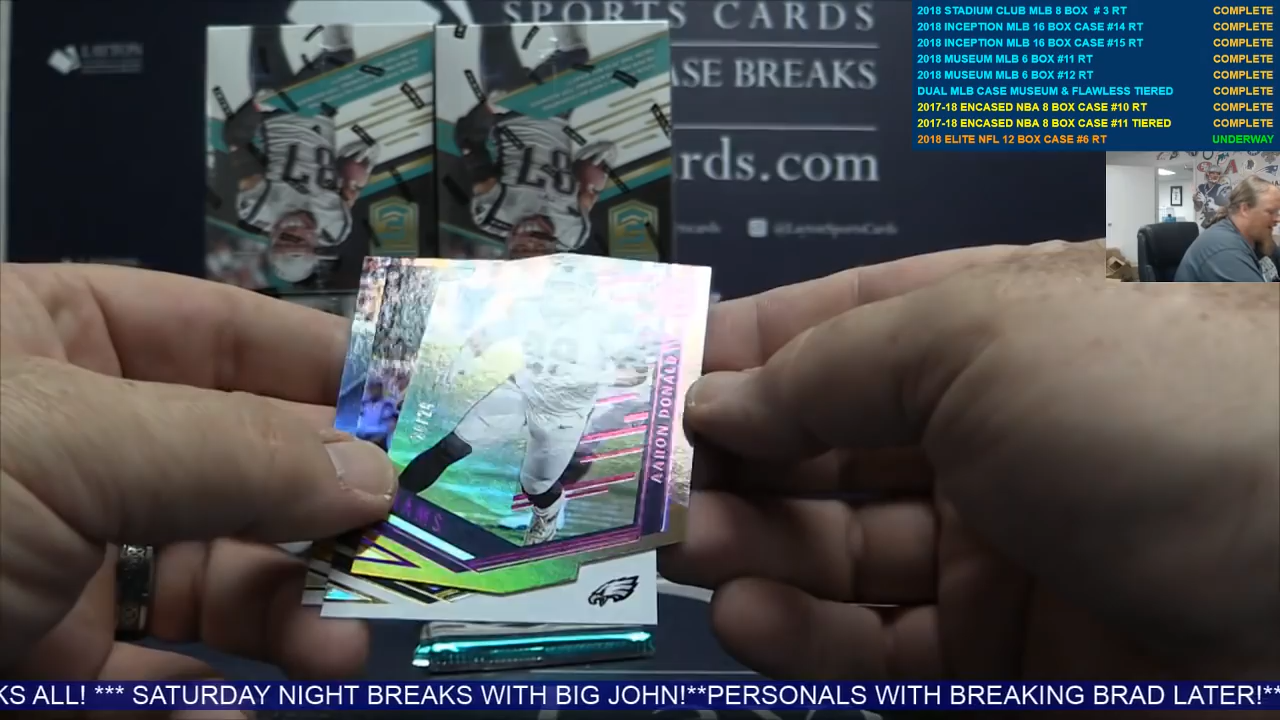 SPORTS CARDS
ASE BREAKS
rds.com
2018 STADIUM CLUB MLB 8 BOX # 3 RT COMPLETE
2018 INCEPTION MLB 16 BOX CASE #14 RT COMPLETE
2018 INCEPTION MLB 16 BOX CASE #15 RT COMPLETE
2018 MUSEUM MLB 6 BOX #11 RT COMPLETE
2018 MUSEUM MLB 6 BOX #12 RT COMPLETE
DUAL MLB CASE MUSEUM & FLAWLESS TIERED COMPLETE
2017-18 ENCASED NBA 8 BOX CASE #10 RT COMPLETE
2017-18 ENCASED NBA 8 BOX CASE #11 TIERED COMPLETE
2018 ELITE NFL 12 BOX CASE #6 RT UNDERWAY
@LaytonSportsCards
87
87
AARON DONALD
AMS
KS ALL! *** SATURDAY NIGHT BREAKS WITH BIG JOHN!**PERSONALS WITH BREAKING BRAD LATER!**